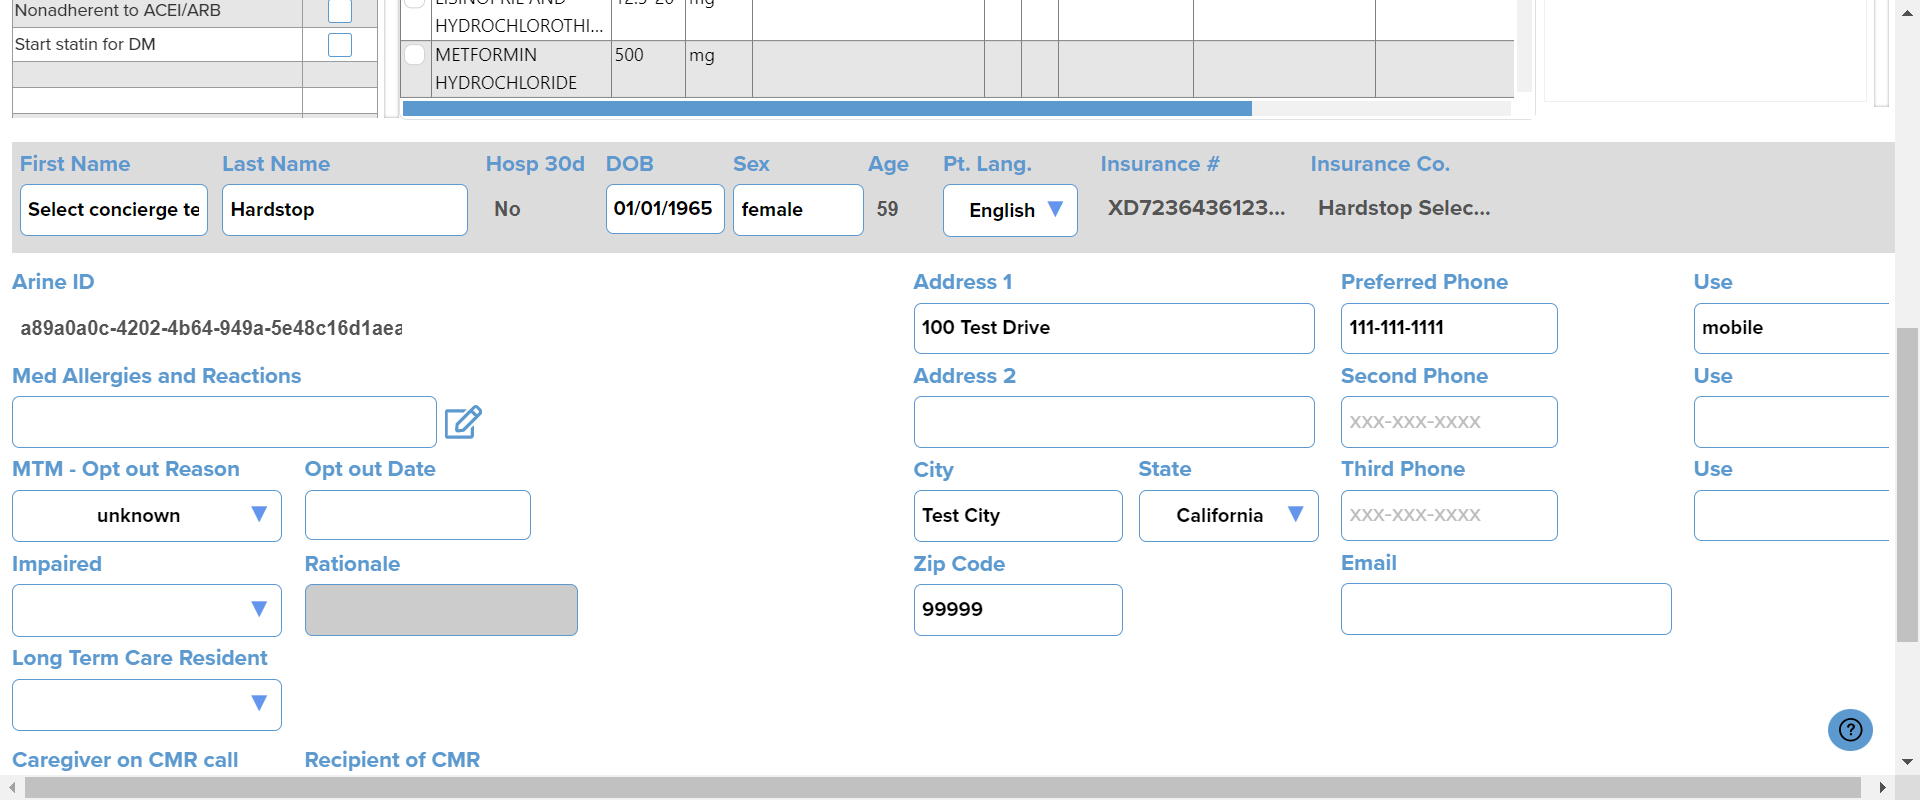 Nonadherent to ACEI/ARB
Start statin for DM
HYDROCHLOROTHI...
METFORMIN 500 mg
HYDROCHLORIDE
First Name Last Name Hosp 30d DOB Sex Age Pt. Lang. Insurance # Insurance Co.
Select concierge te Hardstop No 01/01/1965 female 59 English XD7236436123... Hardstop Selec...
Arine ID Address 1 Preferred Phone Use
a89a0a0c-4202-4b64-949a-5e48c16d1aea 100 Test Drive 111-111-1111 mobile
Med Allergies and Reactions Address 2 Second Phone Use
xxx-xxx-xxxx
MTM - Opt out Reason Opt out Date City State Third Phone Use
unknown Test City California xxx-xxx-xxxx
Impaired Rationale Zip Code Email
99999
Long Term Care Resident
Caregiver on CMR call Recipient of CMR